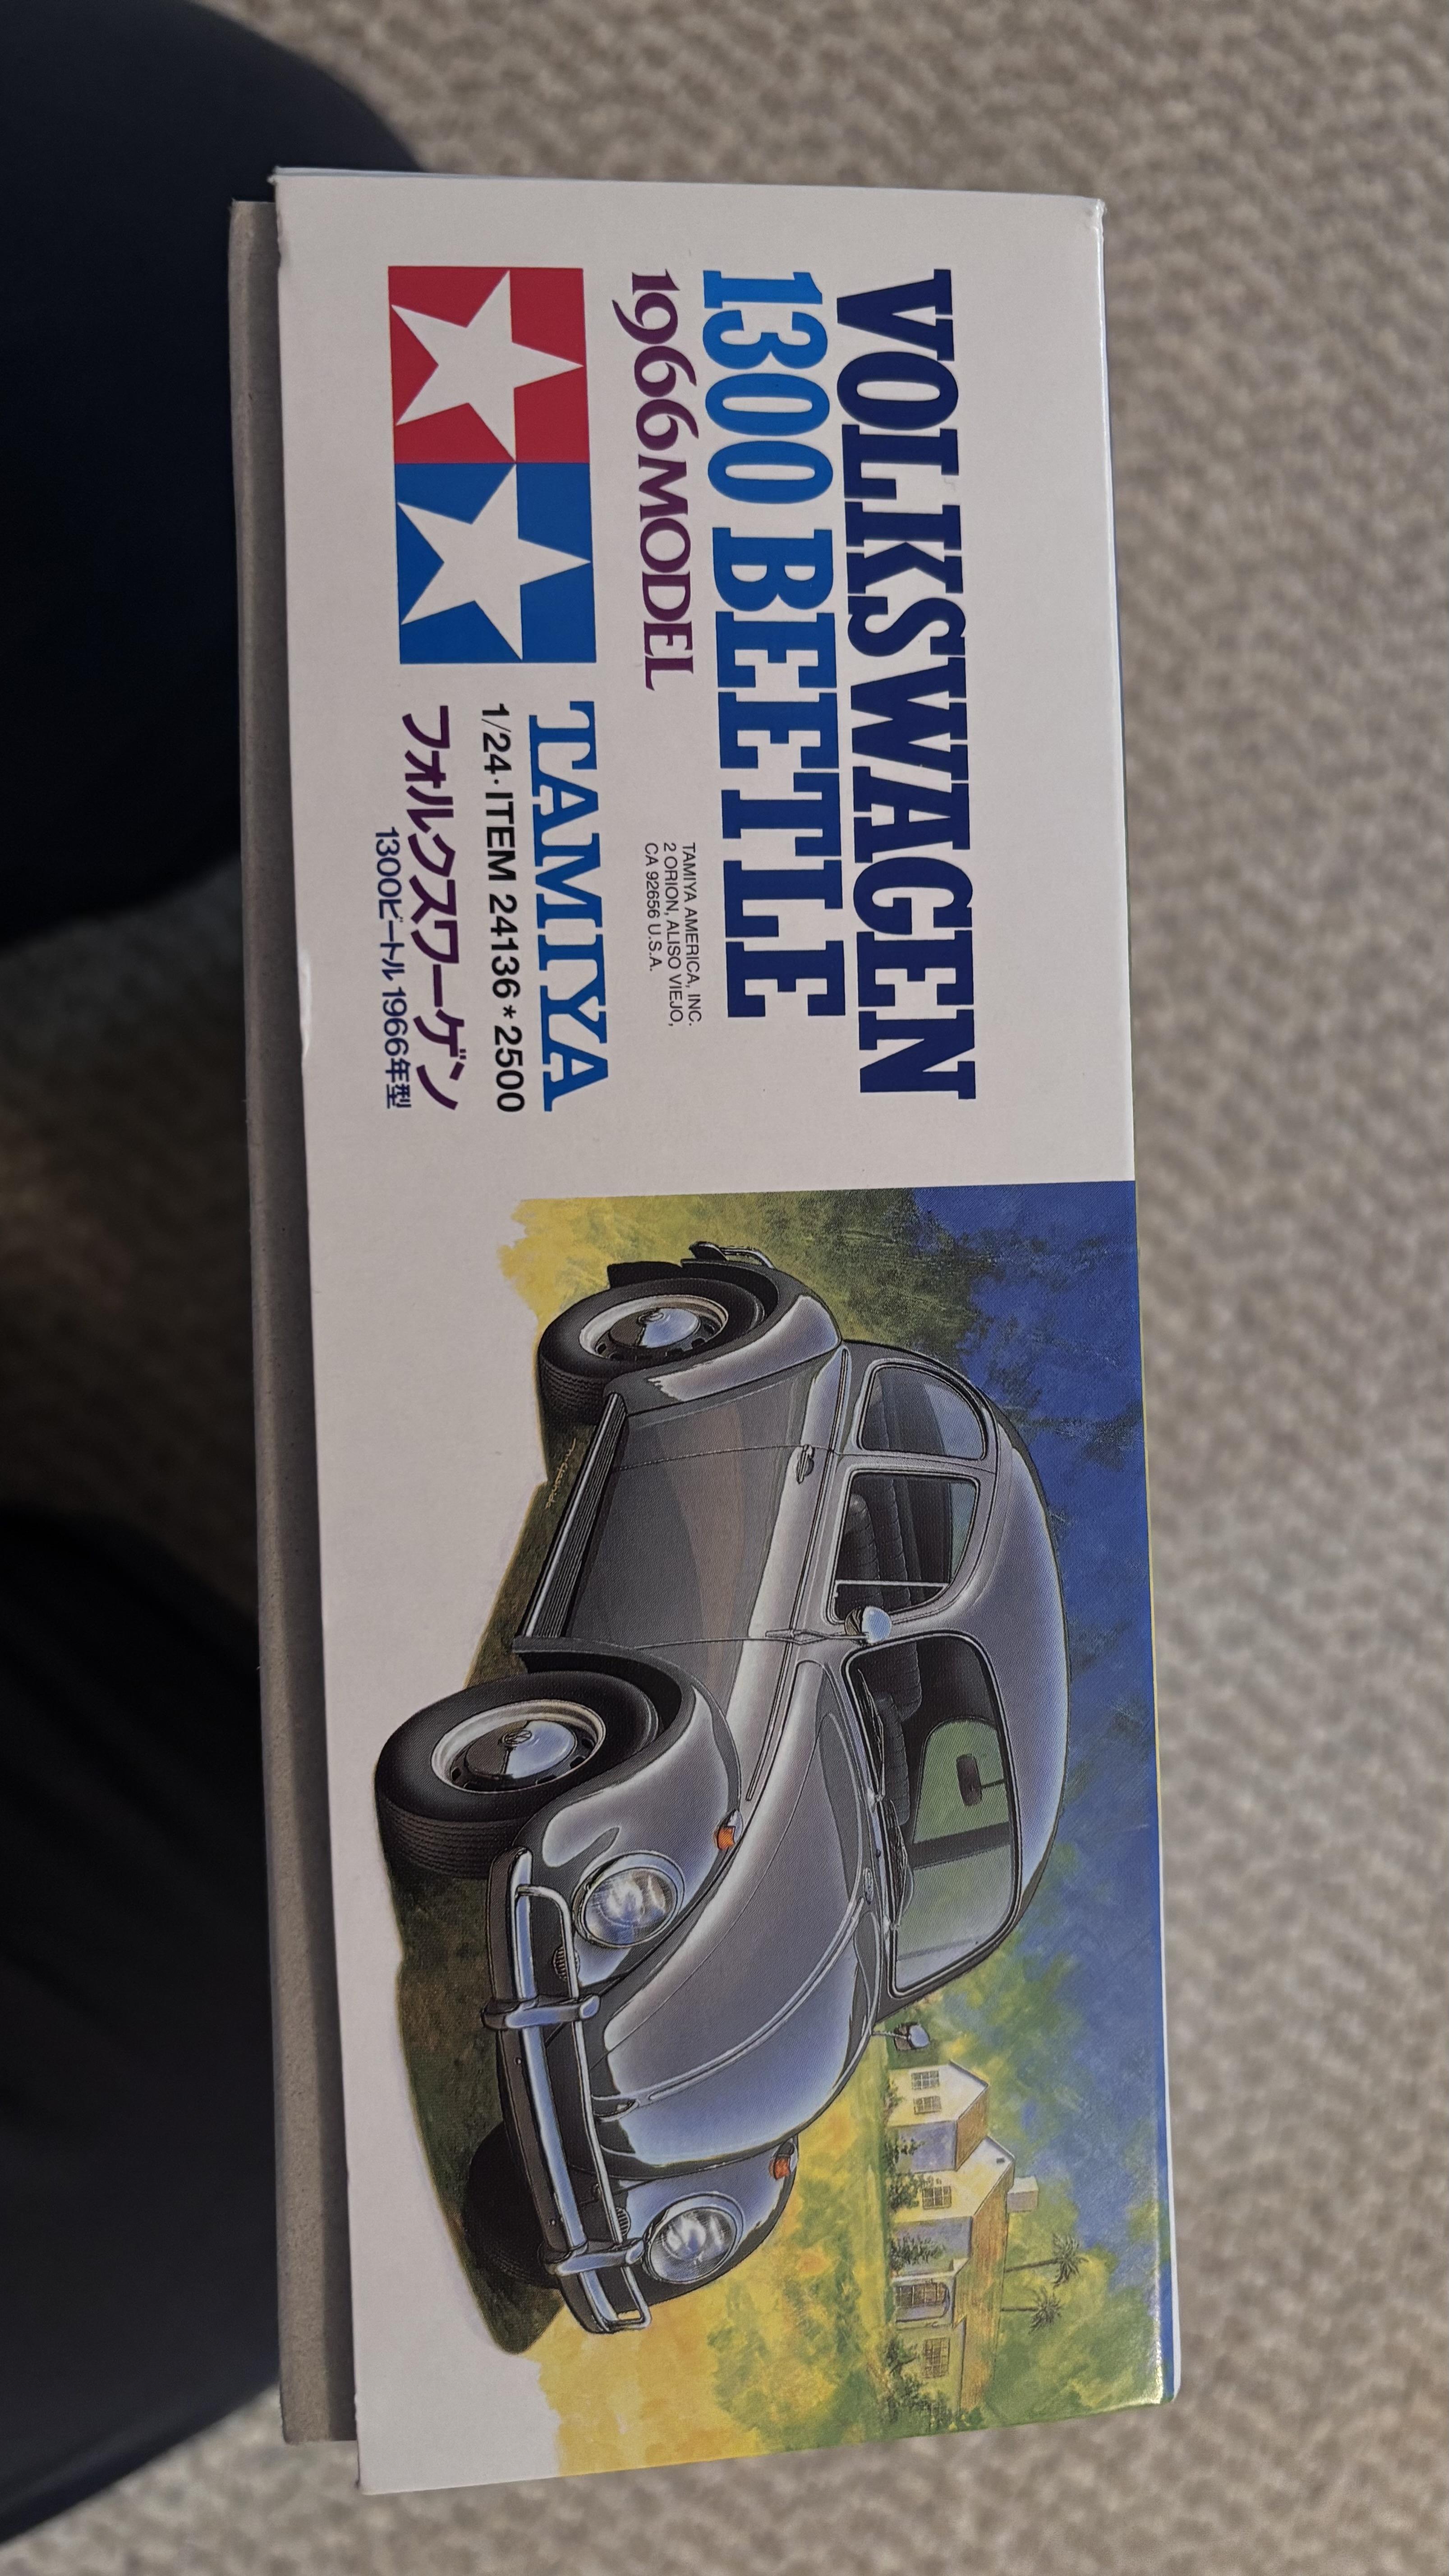 VOLKSWAGEN
1300 BEETLE
1966 MODEL
TAMIYA AMERICA, INC.
2 ORION, ALISO VIEJO,
CA 92656 U.S.A.
TAMIYA
1/24・ITEM 24136*2500
フォルクスワーゲン
1300ビートル 1966年型